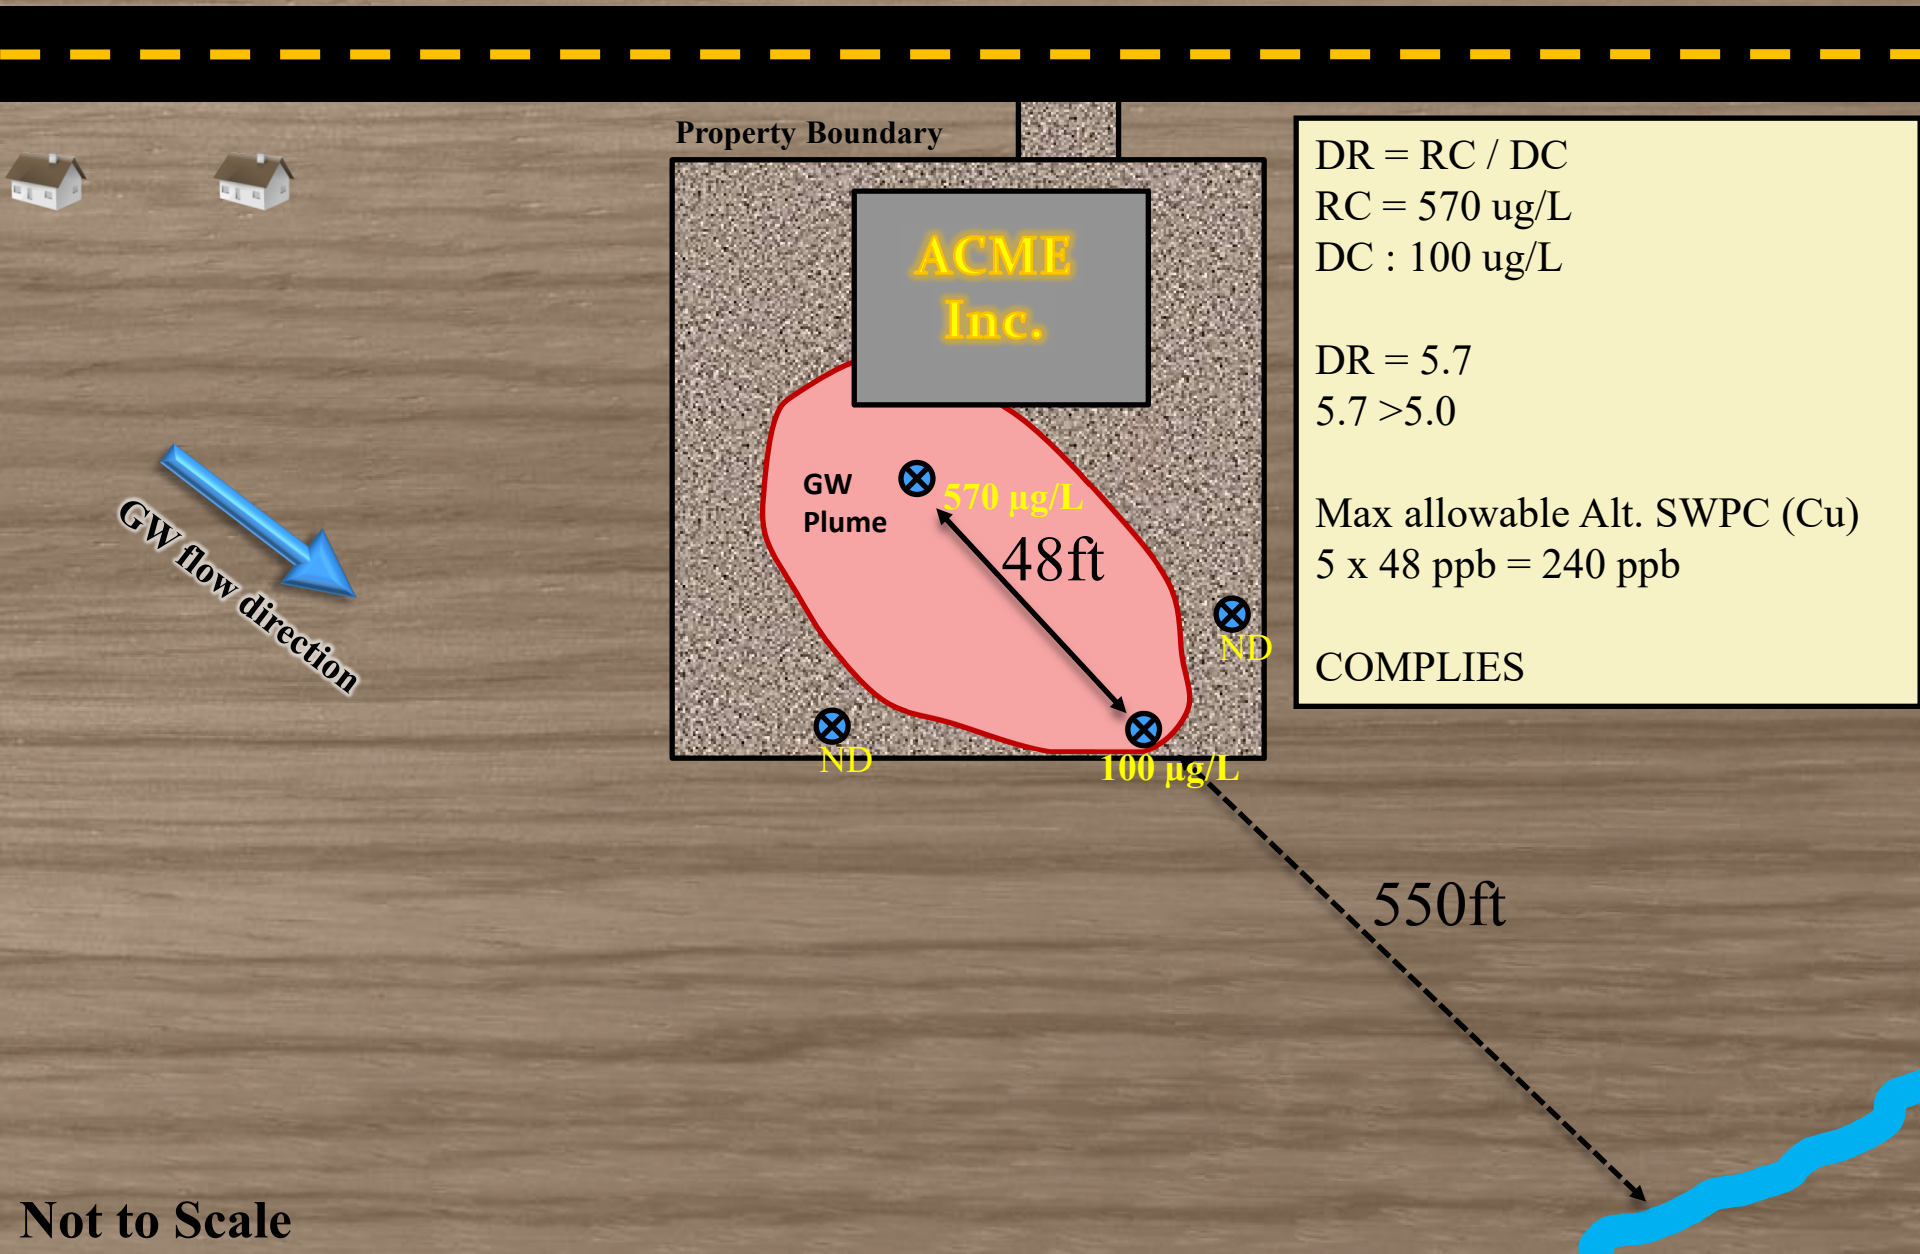 Property Boundary
ACME
Inc.
DR = RC / DC
RC = 570 ug/L
DC : 100 ug/L
DR = 5.7
5.7 >5.0
Max allowable Alt. SWPC (Cu)
5 x 48 ppb = 240 ppb
COMPLIES
GW flow direction
GW
Plume
570 µg/L
48ft
ND
ND
100 µg/L
550ft
Not to Scale